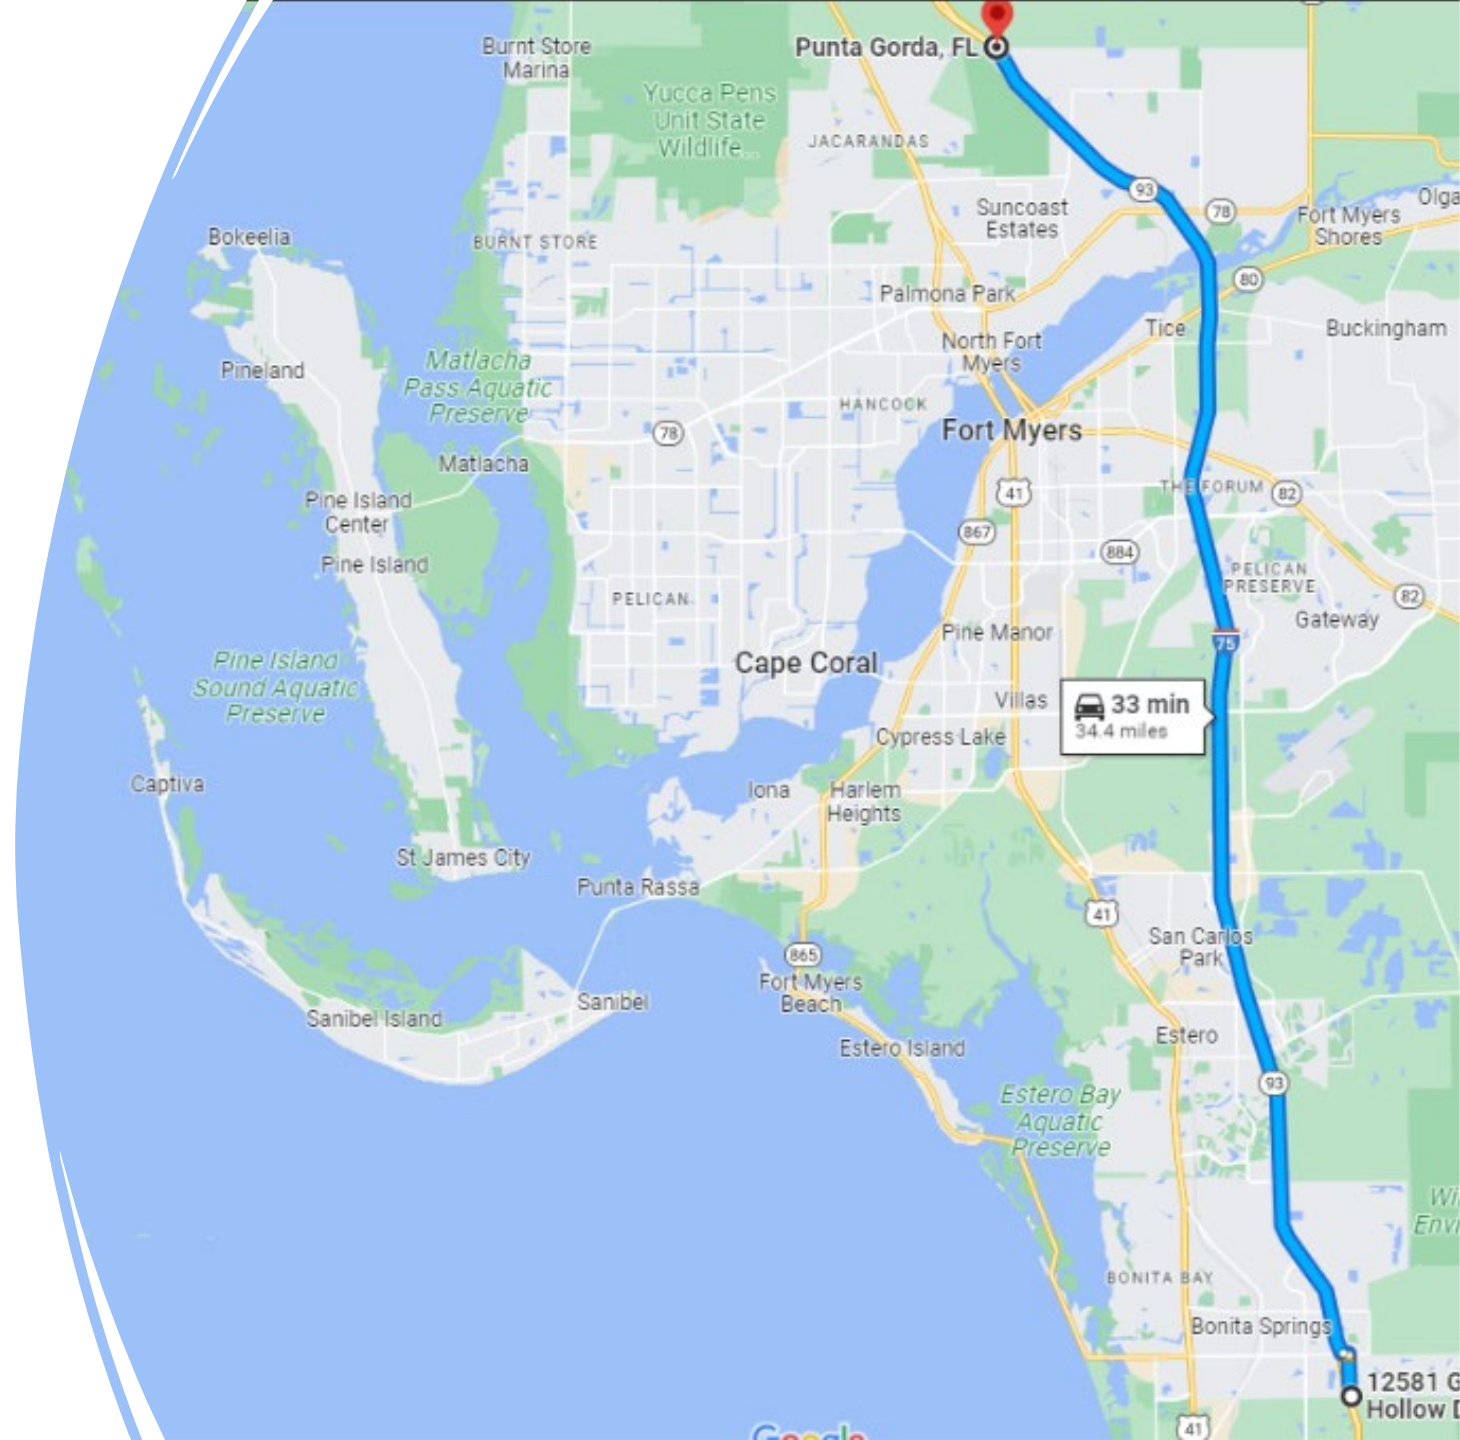 Burnt Store
Marina
Punta Gorda, FL
Yucca Pens
Unit State
Wildlife...
JACARANDAS
93
Suncoast
Estates
78
Olga
Fort Myers
Shores
Bokeelia
BURNT STORE
80
Palmona Park
Tice
Buckingham
North Fort
Myers
Matlacha
Pass Aquatic
Preserve
Pineland
HANCOCK
78
Fort Myers
Matlacha
41
THE FORUM
82
Pine Island
Center
867
884
Pine Island
PELICAN
PRESERVE
PELICAN
82
Gateway
Pine Manor
75
Pine Island
Sound Aquatic
Preserve
Cape Coral
Villas
33 min
34.4 miles
Cypress Lake
Captiva
Iona
Harlem
Heights
St James City
Punta Rassa
41
San Carlos
Park
865
Fort Myers
Beach
Sanibel
Sanibel Island
Estero
Estero Island
93
Estero Bay
Aquatic
Preserve
Wi
Envi
BONITA BAY
Bonita Springs
12581 G
Hollow D
41
Google